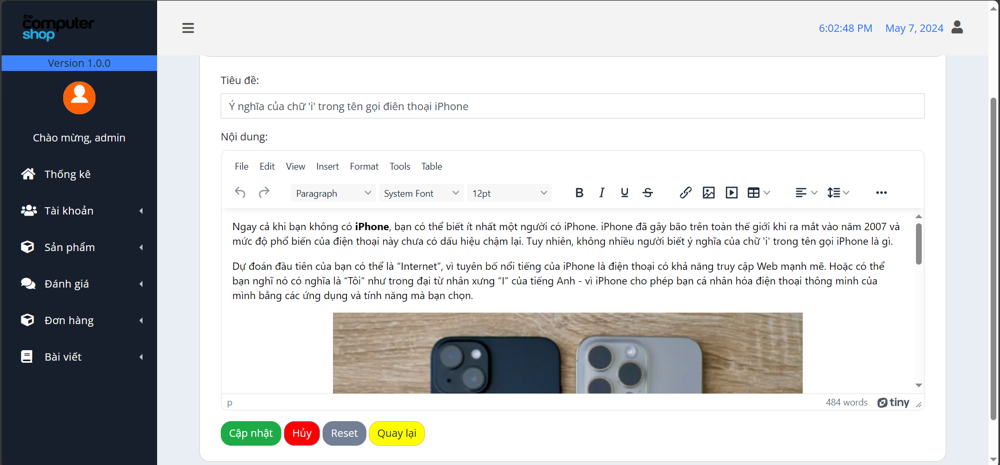 the
computer
shop
6:02:48 PM May 7, 2024
Version 1.0.0
Chào mừng, admin
Thống kê
Tài khoản
Sản phẩm
Đánh giá
Đơn hàng
Bài viết
Tiêu đề:
Ý nghĩa của chữ 'i' trong tên gọi điên thoại iPhone
Nội dung:
File Edit View Insert Format Tools Table
Paragraph System Font 12pt B I U S
Ngay cả khi bạn không có iPhone, bạn có thể biết ít nhất một người có iPhone. iPhone đã gây bão trên toàn thế giới khi ra mắt vào năm 2007 và
mức độ phổ biến của điện thoại này chưa có dấu hiệu chậm lại. Tuy nhiên, không nhiều người biết ý nghĩa của chữ 'i' trong tên gọi iPhone là gì.
Dự đoán đầu tiên của bạn có thể là “Internet”, vì tuyên bố nổi tiếng của iPhone là điện thoại có khả năng truy cập Web mạnh mẽ. Hoặc có thể
bạn nghĩ nó có nghĩa là “Tôi” như trong đại từ nhân xưng “I” của tiếng Anh - vì iPhone cho phép bạn cá nhân hóa điện thoại thông minh của
mình bằng các ứng dụng và tính năng mà bạn chọn.
p 484 words tiny
Cập nhật Hủy Reset Quay lại